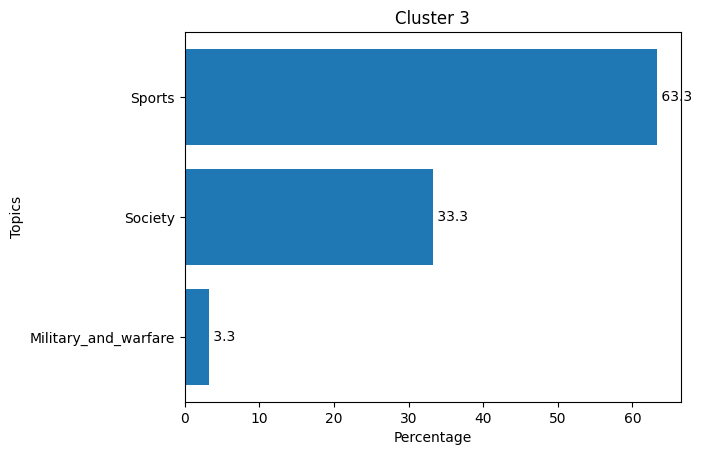 Cluster 3
Topics
Sports
63.3
Society
33.3
Military_and_warfare
3.3
0 10 20 30 40 50 60
Percentage